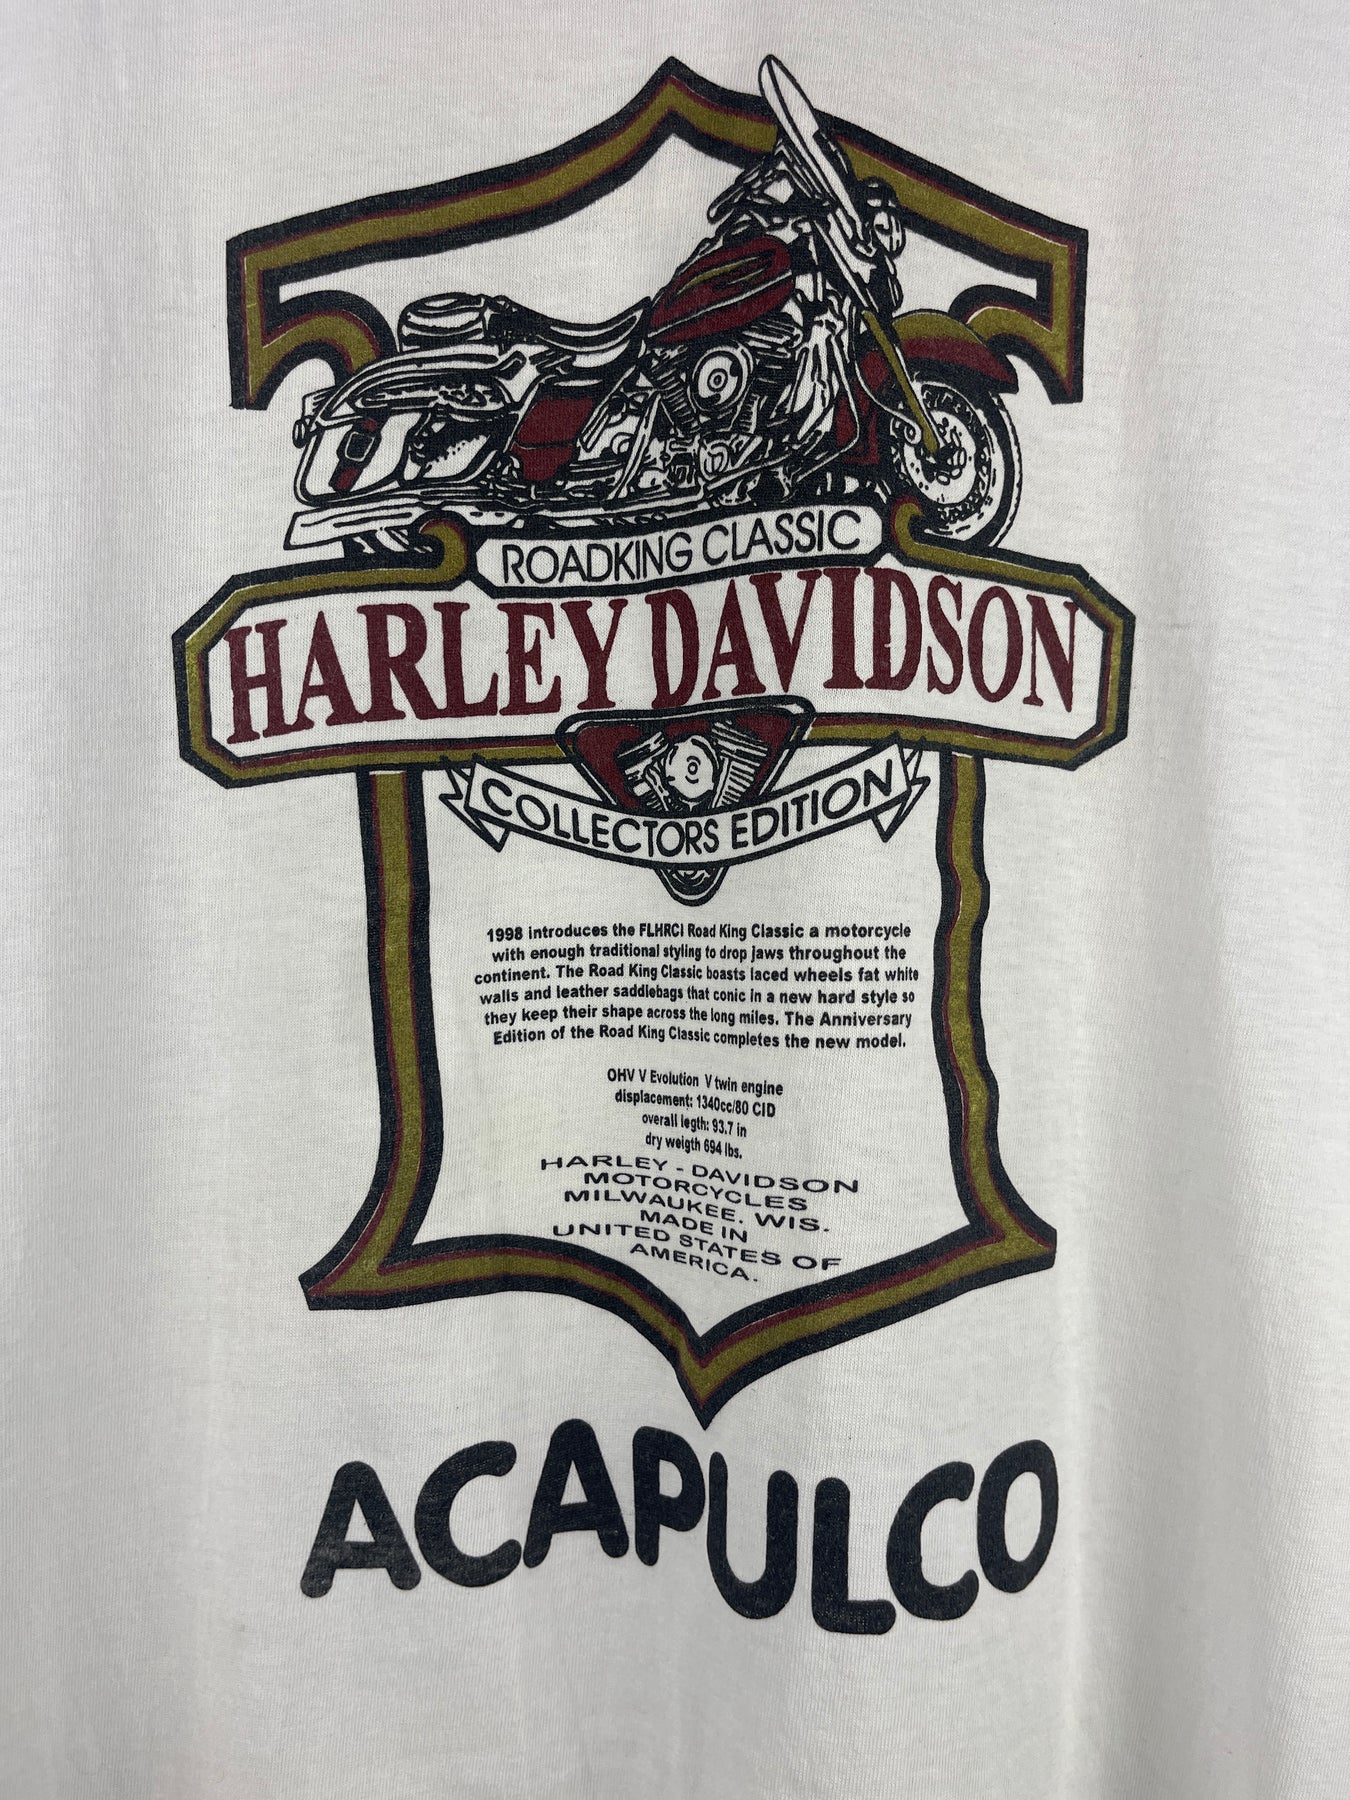 ROADKING CLASSIC
HARLEY DAVIDSON
COLLECTORS EDITION
1998 introduces the FLHRCI Road King Classic a motorcycle
with enough traditional styling to drop jaws throughout the
continent. The Road King Classic boasts laced wheels fat white
walls and leather saddlebags that conic in a new hard style so
they keep their shape across the long miles. The Anniversary
Edition of the Road King Classic completes the new model.
OHV V Evolution V twin engine
displacement: 1340cc/80 CID
overall legth: 93.7 in
dry weigth 694 lbs.
HARLEY - DAVIDSON
MOTORCYCLES
MILWAUKEE. WIS.
MADE IN
UNITED STATES OF
AMERICA.
ACAPULCO